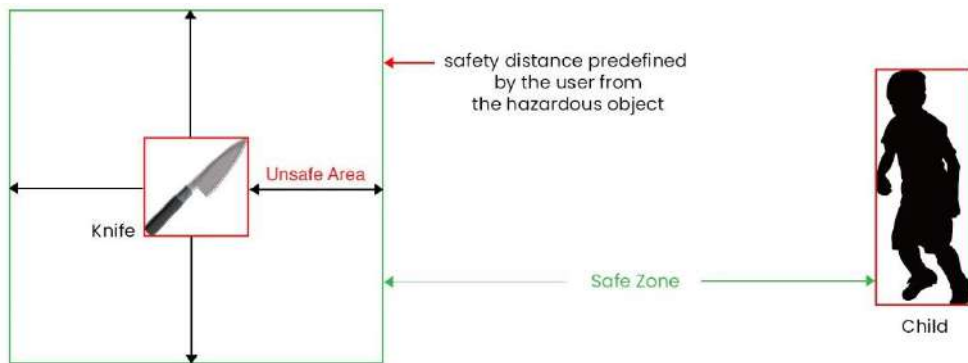 safety distance predefined
by the user from
the hazardous object
Unsafe Area
Knife
Safe Zone
Child